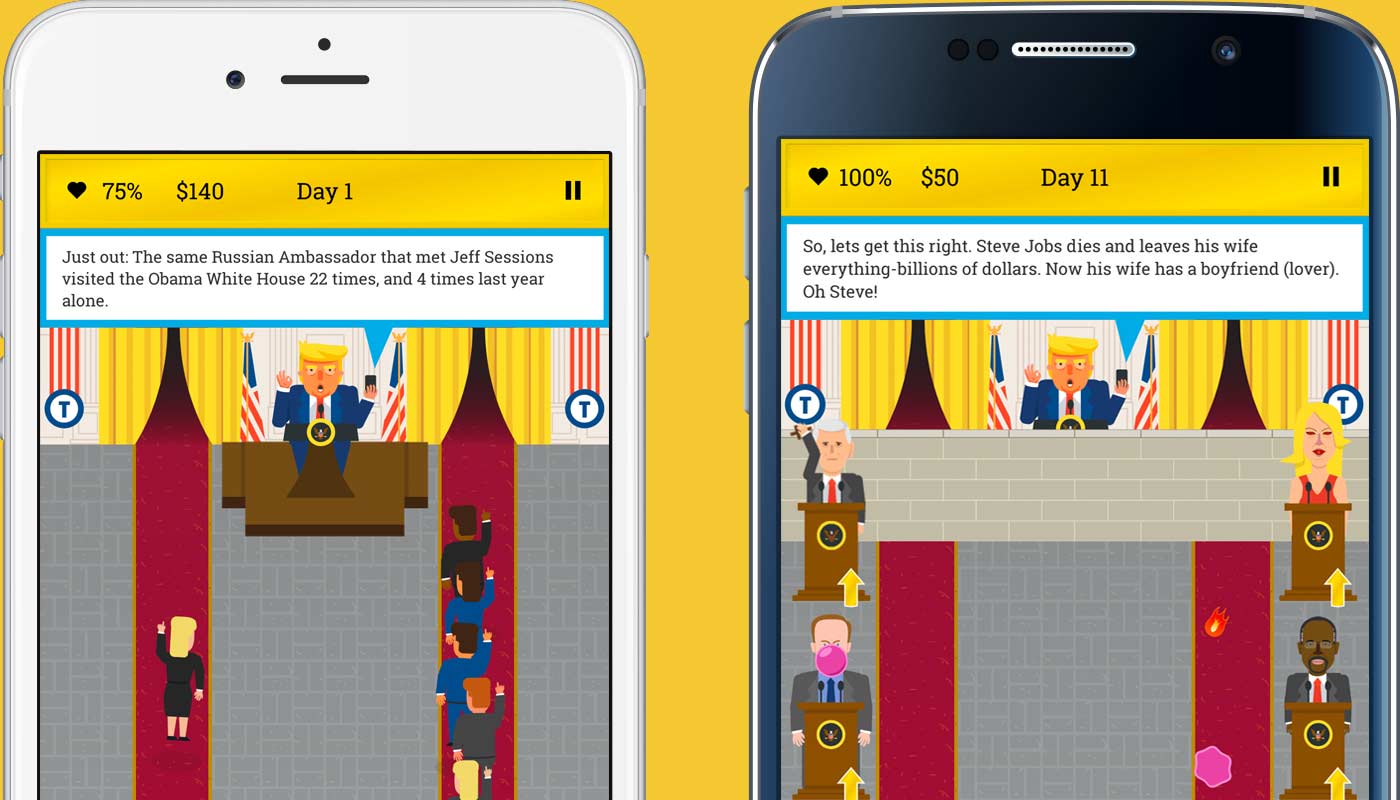 75% $140 Day 1
Just out: The same Russian Ambassador that met Jeff Sessions
visited the Obama White House 22 times, and 4 times last year
alone.
T
T
100% $50 Day 11
So, lets get this right. Steve Jobs dies and leaves his wife
everything-billions of dollars. Now his wife has a boyfriend (lover).
Oh Steve!
T
T